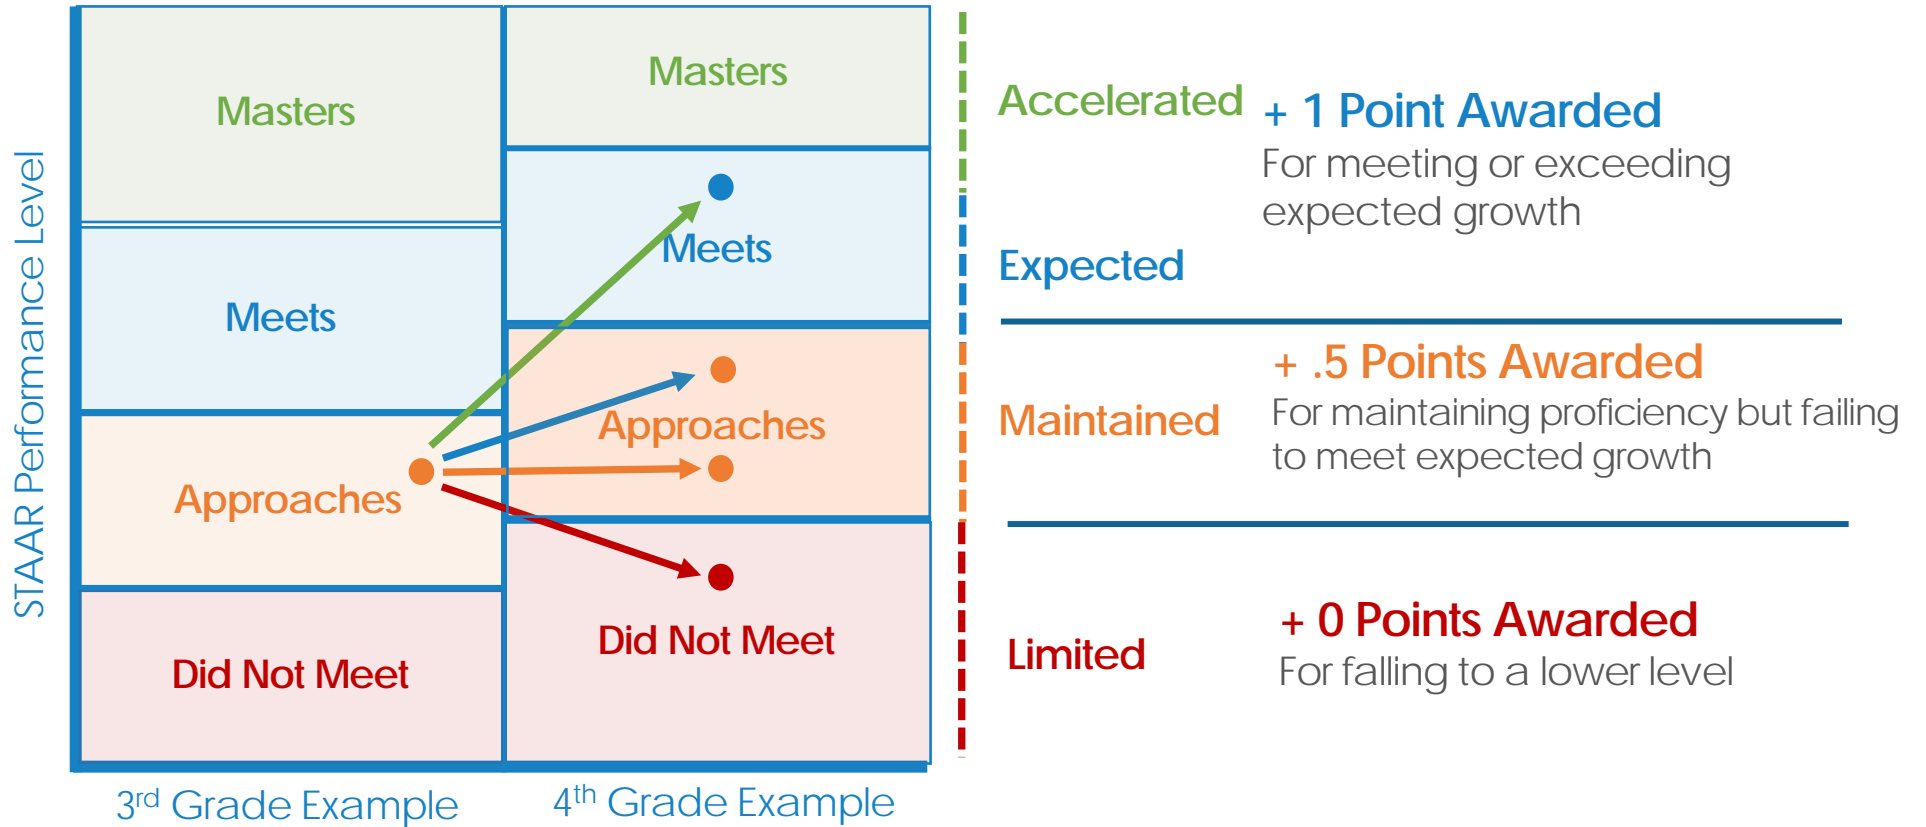 STAAR Performance Level
Masters
Meets
Approaches
Did Not Meet
3rd Grade Example
Masters
Meets
Approaches
Did Not Meet
4th Grade Example
Accelerated
+ 1 Point Awarded
For meeting or exceeding
expected growth
Expected
Maintained
+ .5 Points Awarded
For maintaining proficiency but failing
to meet expected growth
Limited
+ 0 Points Awarded
For falling to a lower level